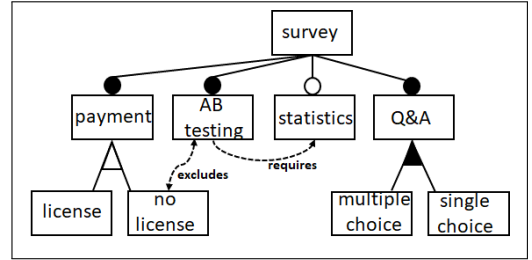 survey
payment
AB
testing
statistics
Q&A
excludes
requires
license
no
license
multiple
choice
single
choice